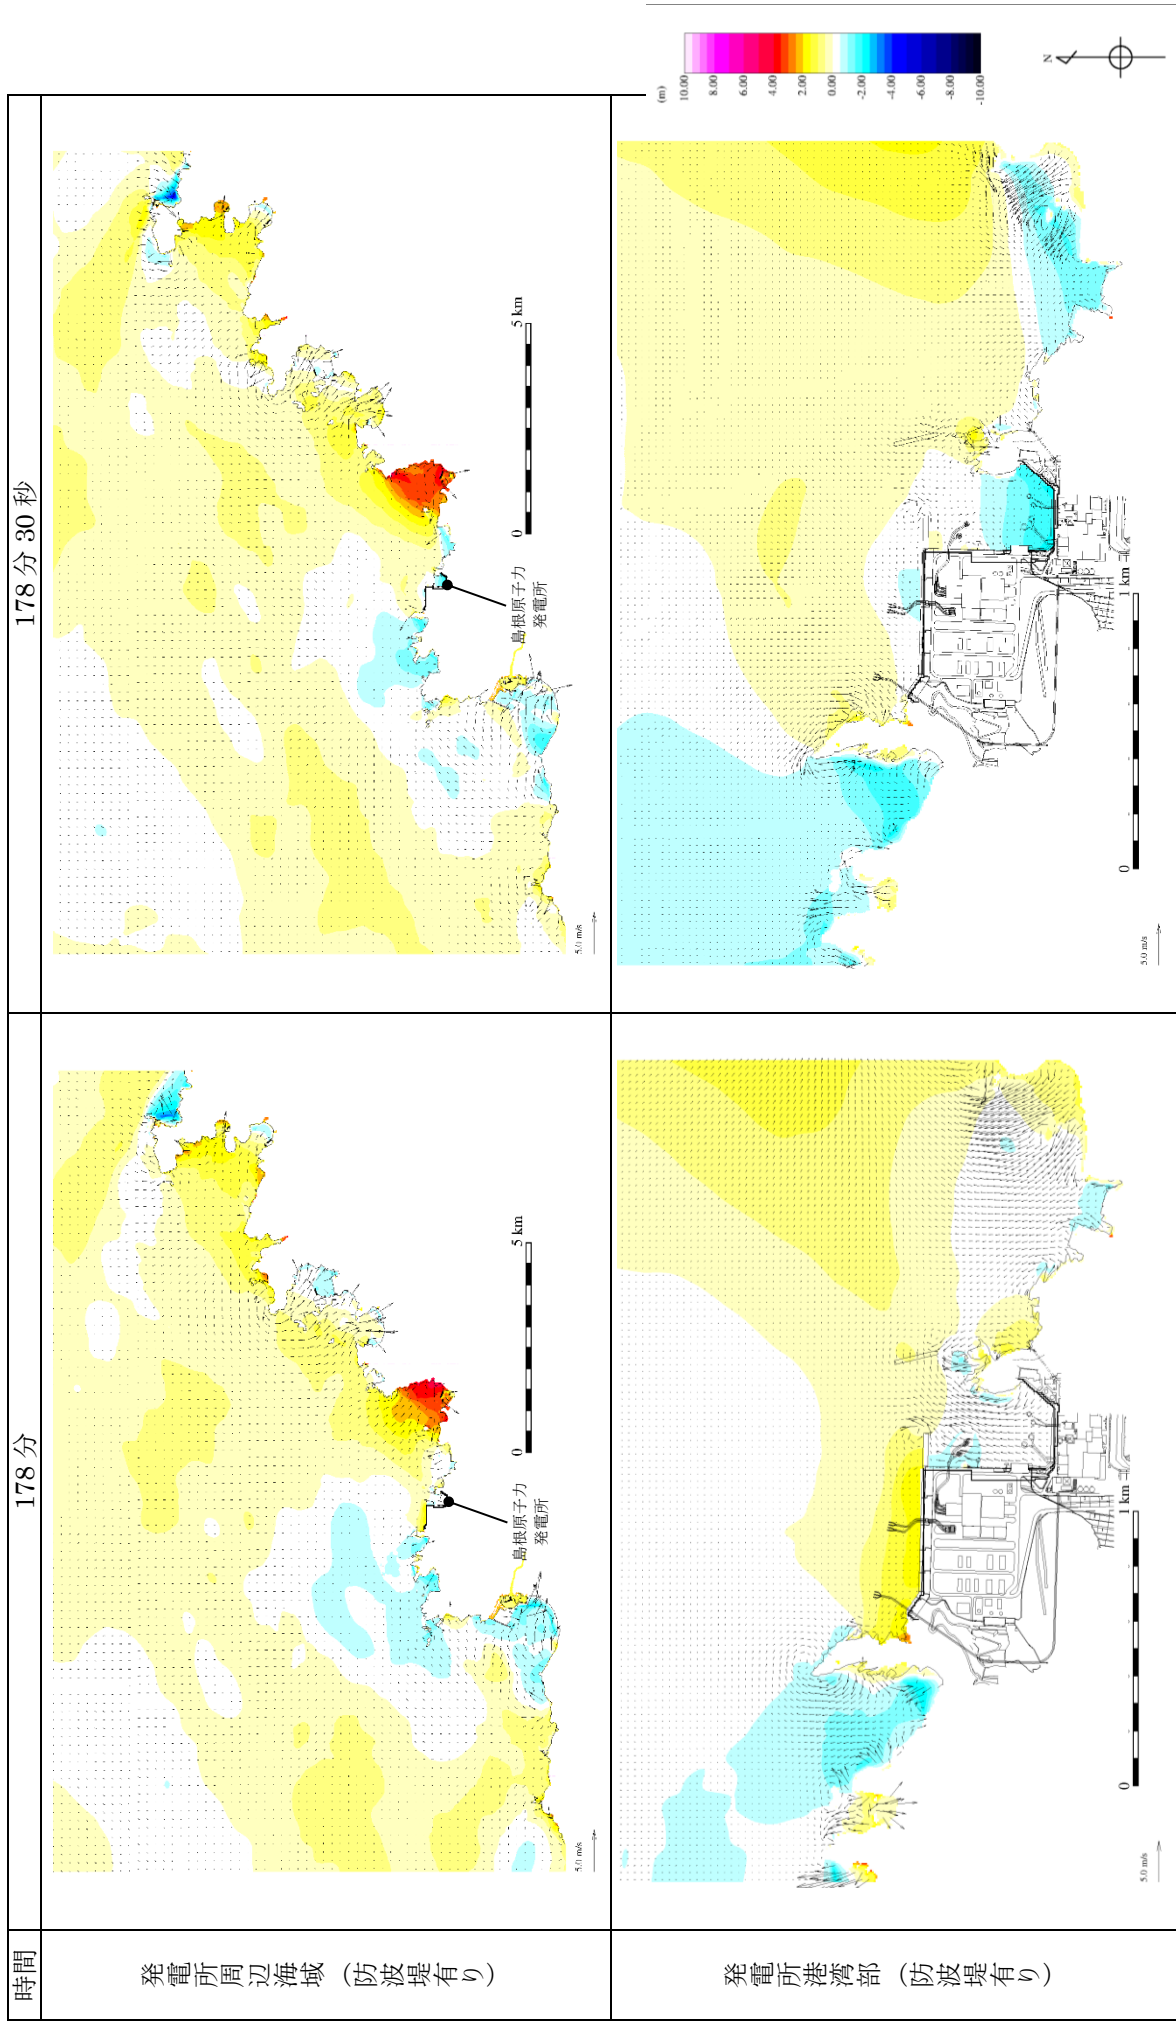 時間
178分
178分30秒
発電所周辺海域（防波堤有り）
島根原子力
発電所
0
5 km
5.0 m/s
島根原子力
発電所
0
5 km
5.0 m/s
発電所港湾部（防波堤有り）
0
1 km
5.0 m/s
0
1 km
5.0 m/s
(m)
10.00
8.00
6.00
4.00
2.00
0.00
-2.00
-4.00
-6.00
-8.00
-10.00
N